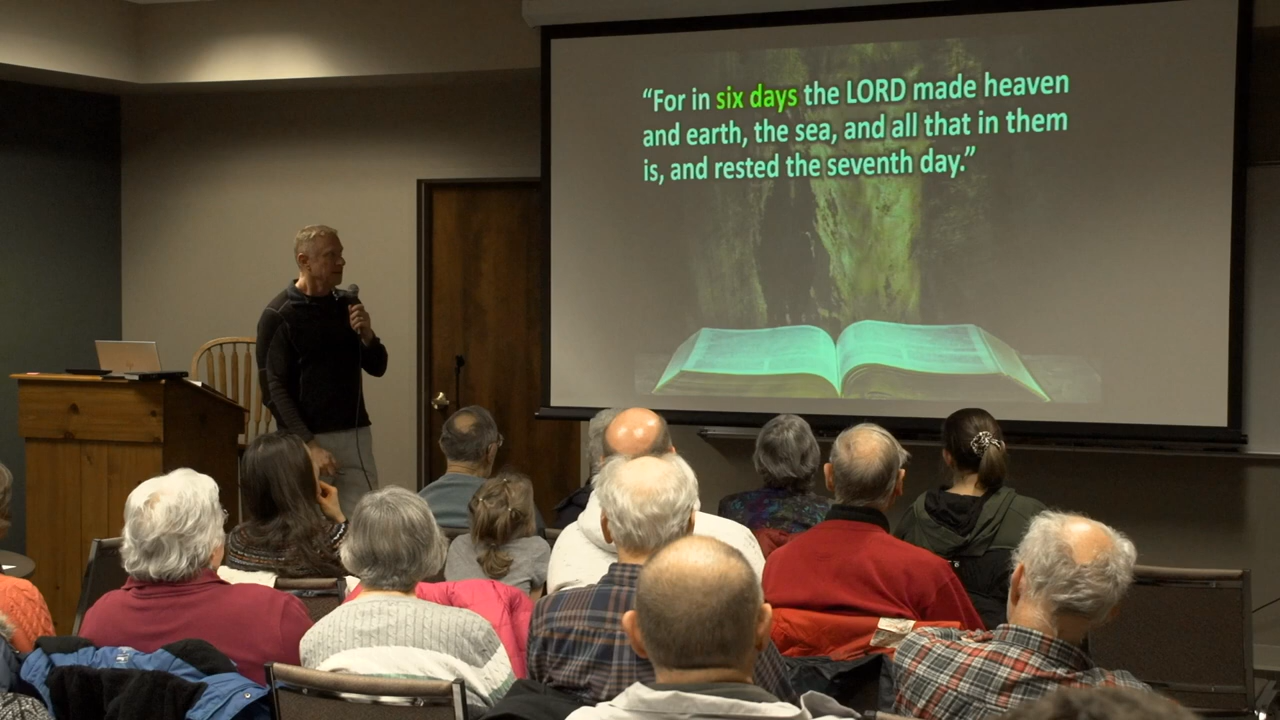 “For in six days the LORD made heaven
and earth, the sea, and all that in them
is, and rested the seventh day.”